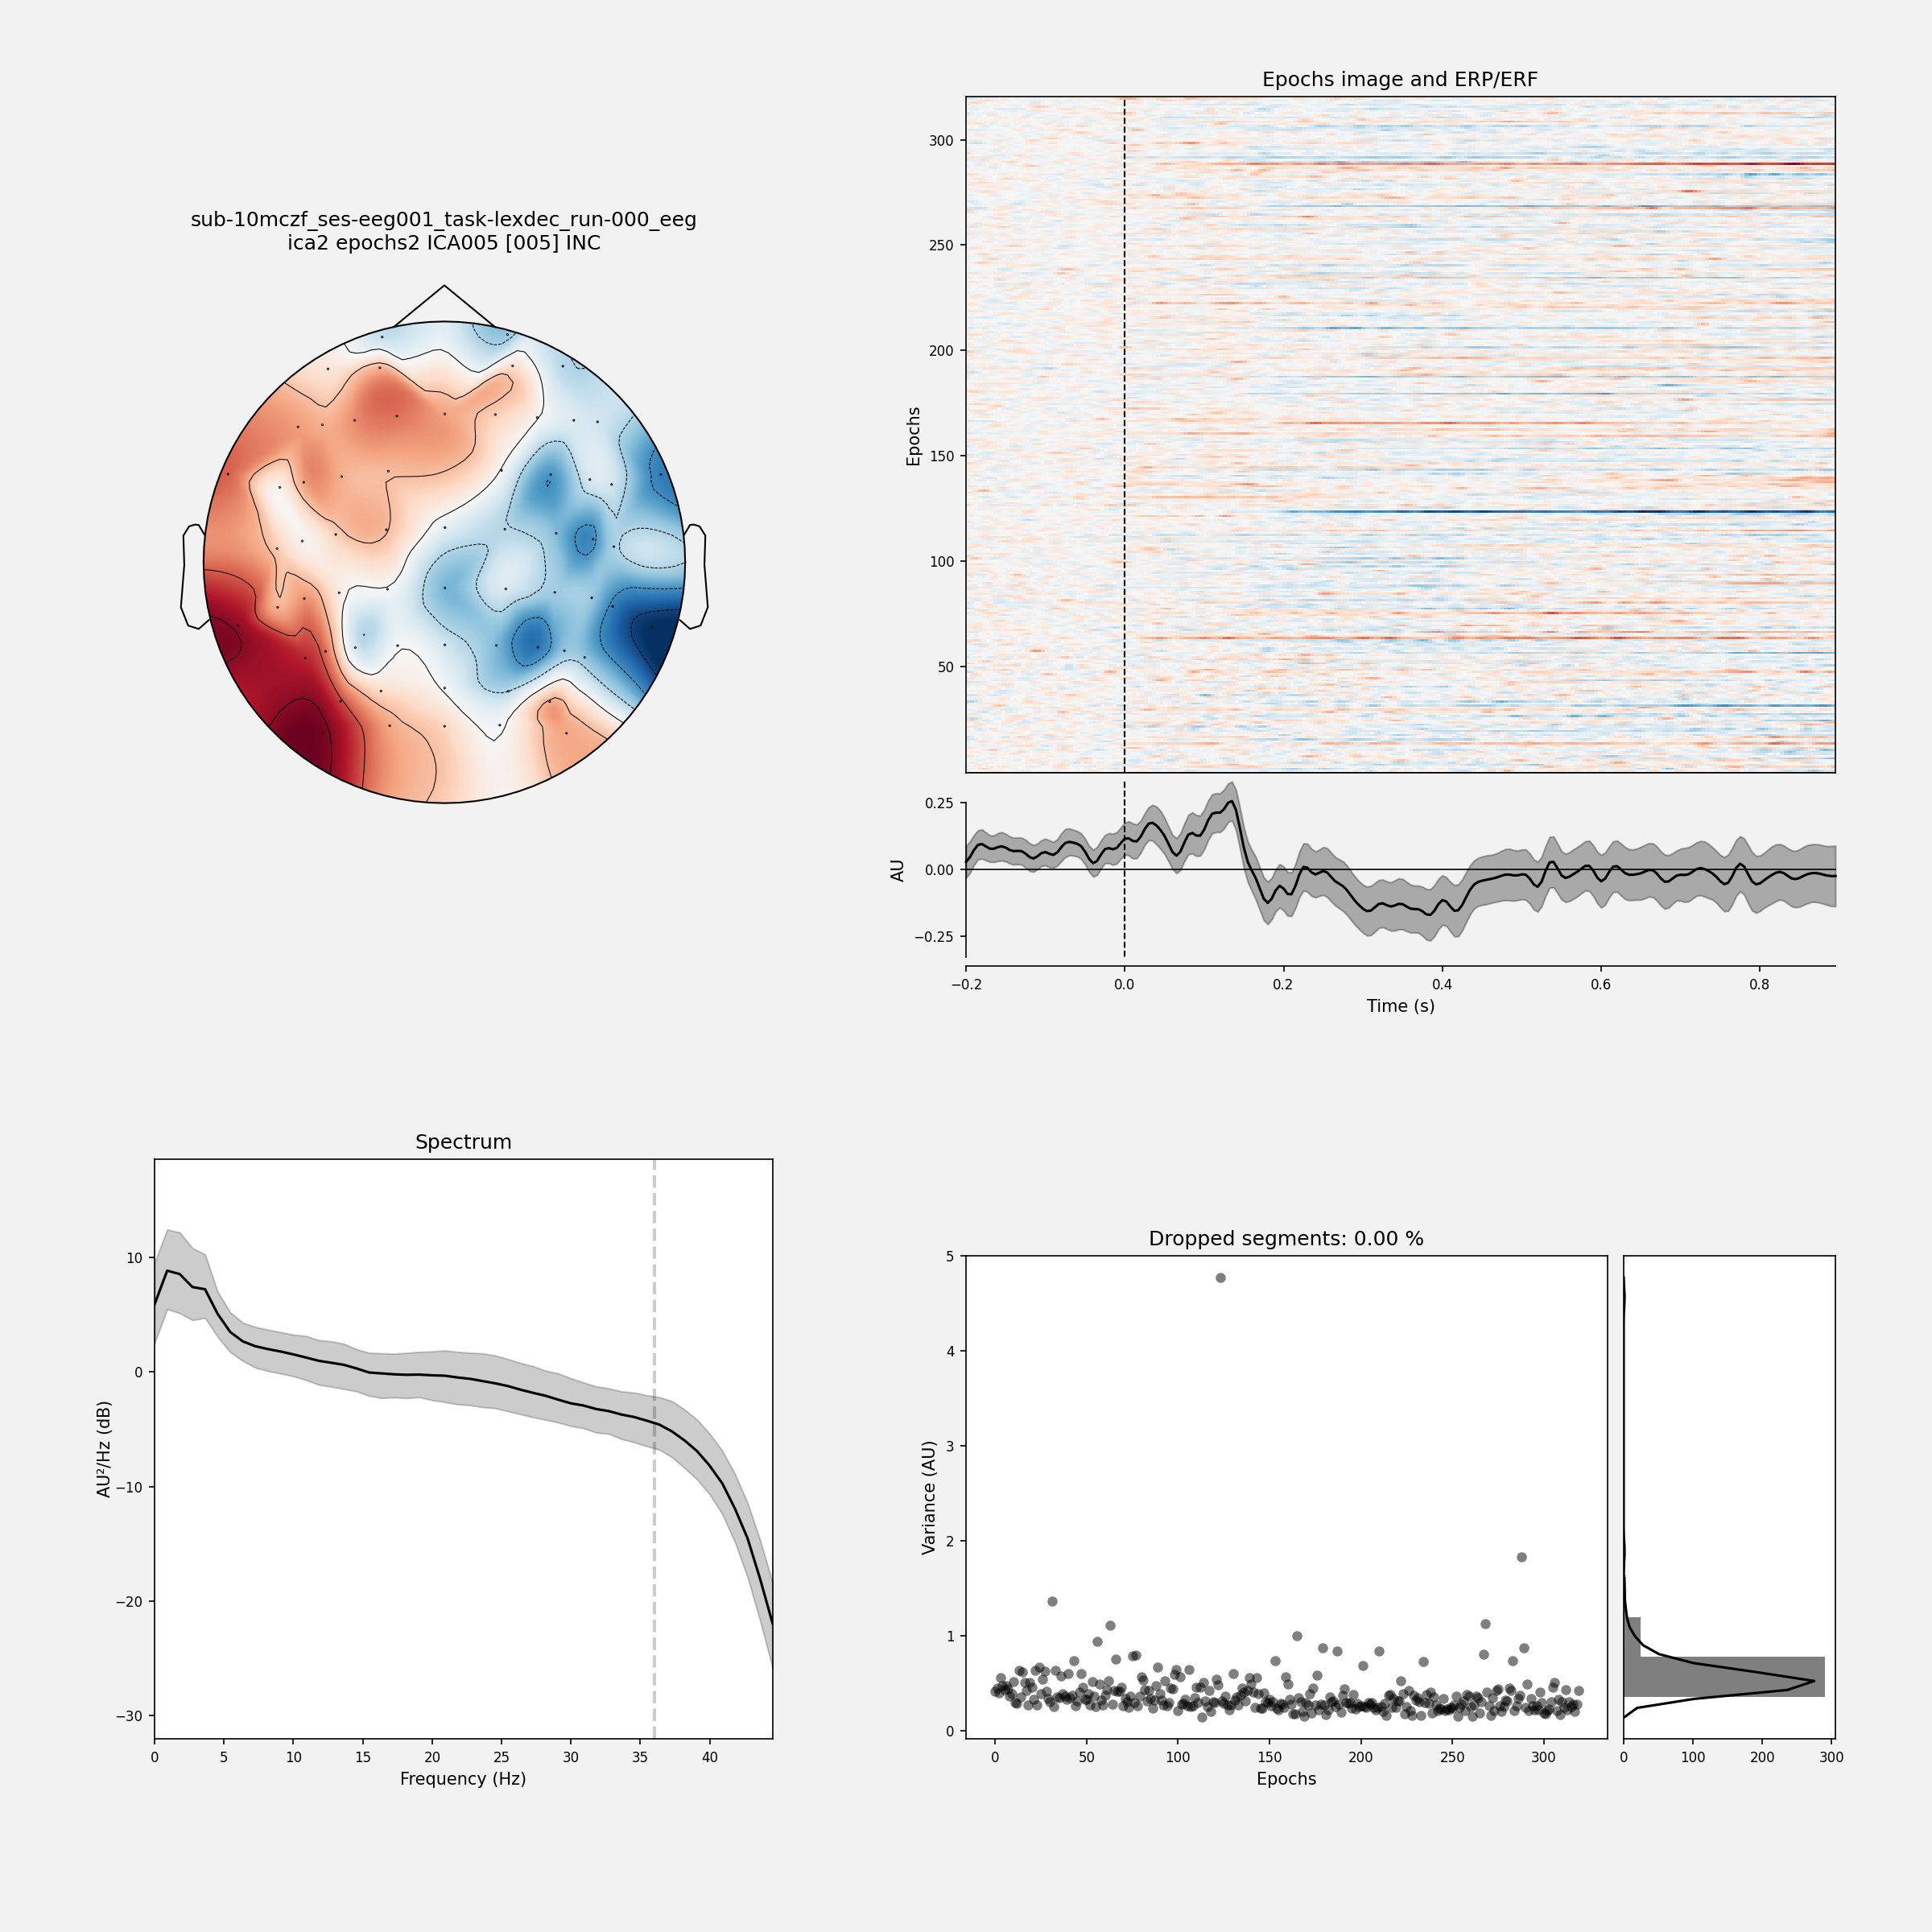 sub-10mczf_ses-eeg001_task-lexdec_run-000_eeg
ica2 epochs2 ICA005 [005] INC
Epochs image and ERP/ERF
Epochs
300
250
200
150
100
50
AU
0.25
0.00
−0.25
−0.2 0.0 0.2 0.4 0.6 0.8
Time (s)
Spectrum
AU²/Hz (dB)
10
0
−10
−20
−30
0 5 10 15 20 25 30 35 40
Frequency (Hz)
Dropped segments: 0.00 %
Variance (AU)
5
4
3
2
1
0
0 50 100 150 200 250 300
Epochs
0 100 200 300